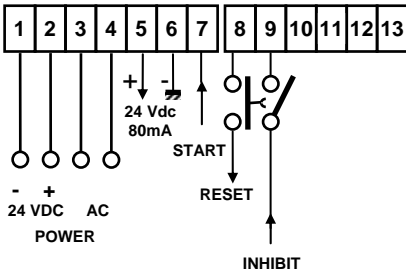 1 2 3 4 5 6 7 8 9 10 11 12 13
+ -
24 Vdc
80mA
START
RESET
- +
24 VDC AC
POWER
INHIBIT